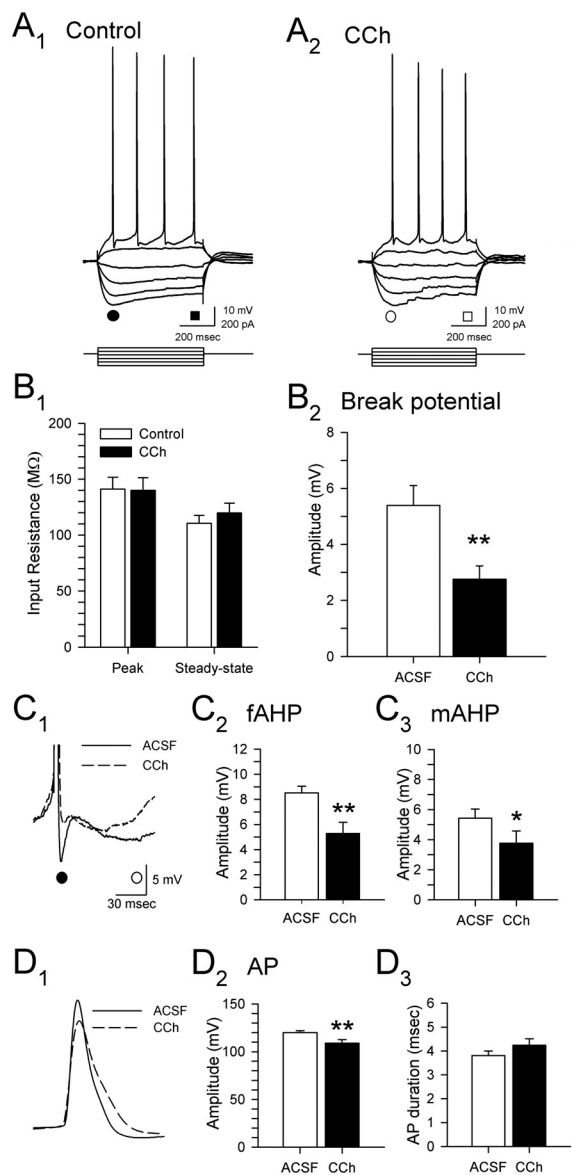 A1 Control
A2 CCh
10 mV
200 pA
200 msec
10 mV
200 pA
200 msec
B1
200
150
100
50
0
Input Resistance (MΩ)
Control
CCh
Peak Steady-state
B2 Break potential
8
6
4
2
0
Amplitude (mV)
**
ACSF CCh
C1
ACSF
CCh
5 mV
30 msec
C2 fAHP
12
10
8
6
4
2
0
Amplitude (mV)
**
ACSF CCh
C3 mAHP
10
8
6
4
2
0
Amplitude (mV)
*
ACSF CCh
D1
ACSF
CCh
D2 AP
150
100
50
0
Amplitude (mV)
**
ACSF CCh
D3
6
5
4
3
2
1
0
AP duration (msec)
ACSF CCh